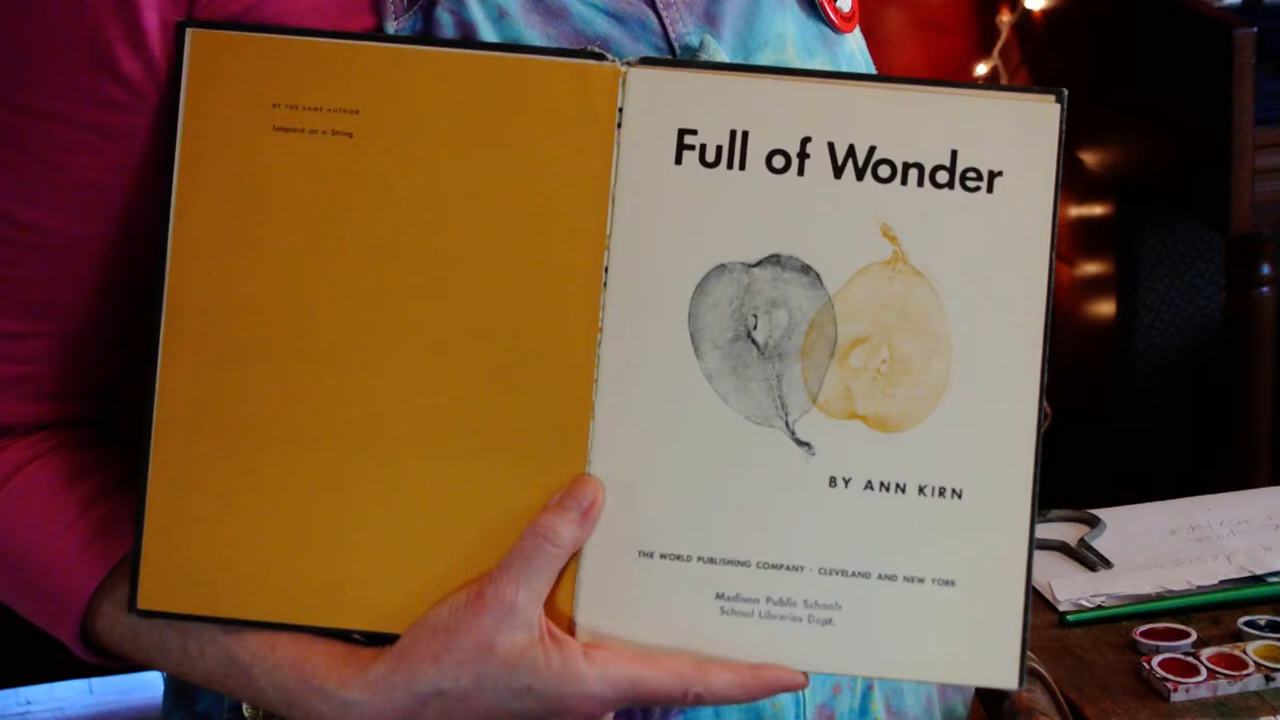 BY THE SAME AUTHOR
Leopard on a String
Full of Wonder
BY ANN KIRN
THE WORLD PUBLISHING COMPANY · CLEVELAND AND NEW YORK
Madison Public Schools
School Libraries Dept.